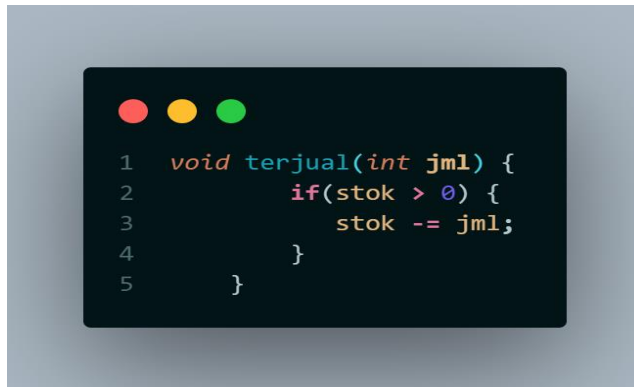 1 void terjual(int jml) {
2 if(stok > 0) {
3 stok -= jml;
4 }
5 }